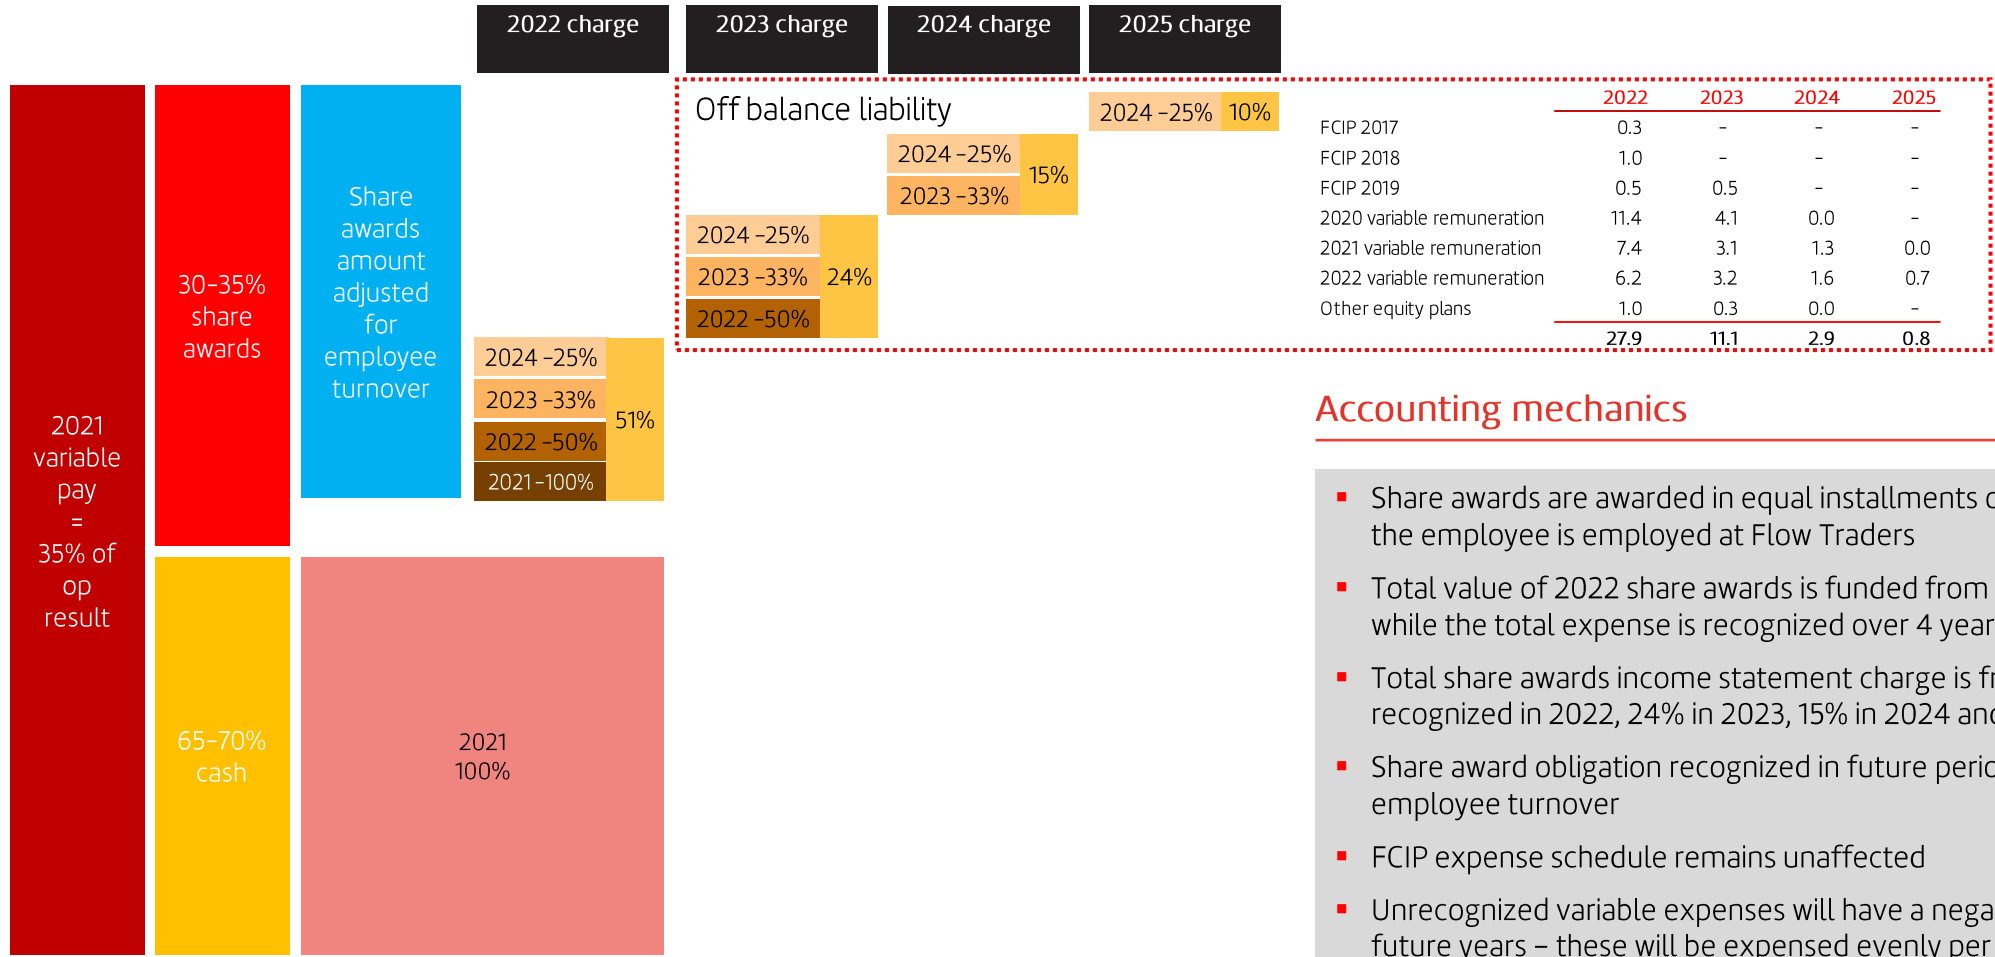 2022 charge
2023 charge
2024 charge
2025 charge
2021
variable
pay
=
35% of
op
result
30-35%
share
awards
65-70%
cash
Share
awards
amount
adjusted
for
employee
turnover
2021
100%
2024 -25%
2023 -33%
2022 -50%
2021 -100%
51%
Off balance liability
2024 -25%
2023 -33%
2022 -50%
24%
2024 -25%
2023 -33%
15%
2024 -25% 10%
2022 2023 2024 2025
FCIP 2017 0.3 - - -
FCIP 2018 1.0 - - -
FCIP 2019 0.5 0.5 - -
2020 variable remuneration 11.4 4.1 0.0 -
2021 variable remuneration 7.4 3.1 1.3 0.0
2022 variable remuneration 6.2 3.2 1.6 0.7
Other equity plans 1.0 0.3 0.0 -
27.9 11.1 2.9 0.8
Accounting mechanics
▪ Share awards are awarded in equal installments
the employee is employed at Flow Traders
▪ Total value of 2022 share awards is funded from
while the total expense is recognized over 4 year
▪ Total share awards income statement charge is
recognized in 2022, 24% in 2023, 15% in 2024 and
▪ Share award obligation recognized in future
employee turnover
▪ FCIP expense schedule remains unaffected
▪ Unrecognized variable expenses will have a
future years – these will be expensed evenly per